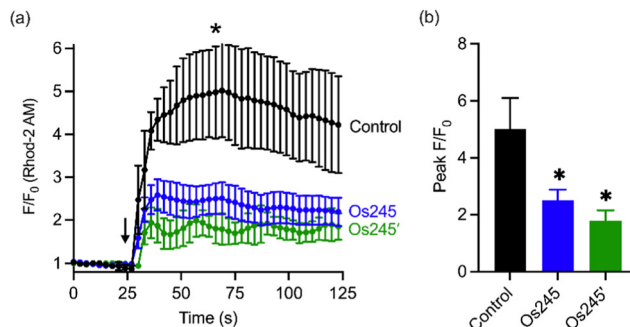 (a)
F/F₀ (Rhod-2 AM)
6
5
4
3
2
1
*
Control
Os245
Os245′
0
25
50
75
100
125
Time (s)
(b)
Peak F/F₀
8
6
4
2
0
*
*
Control
Os245
Os245'